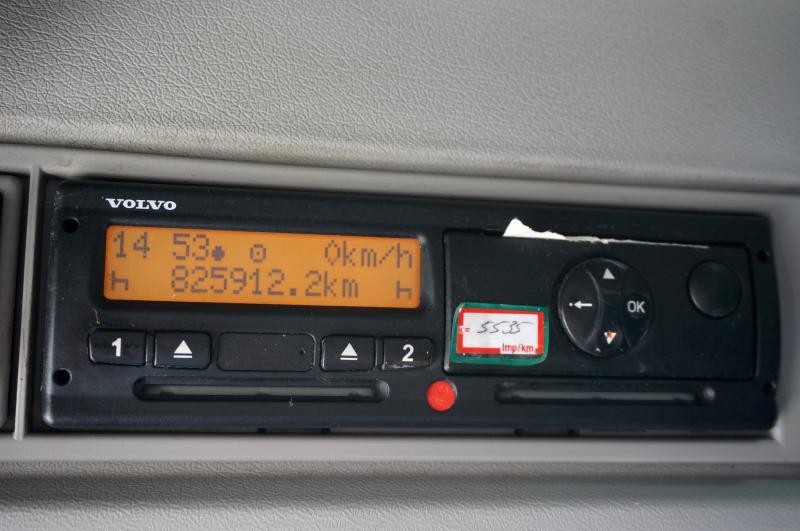 VOLVO
14 53 0km/h
825912.2km
1
2
OK
= 5535
Imp/km